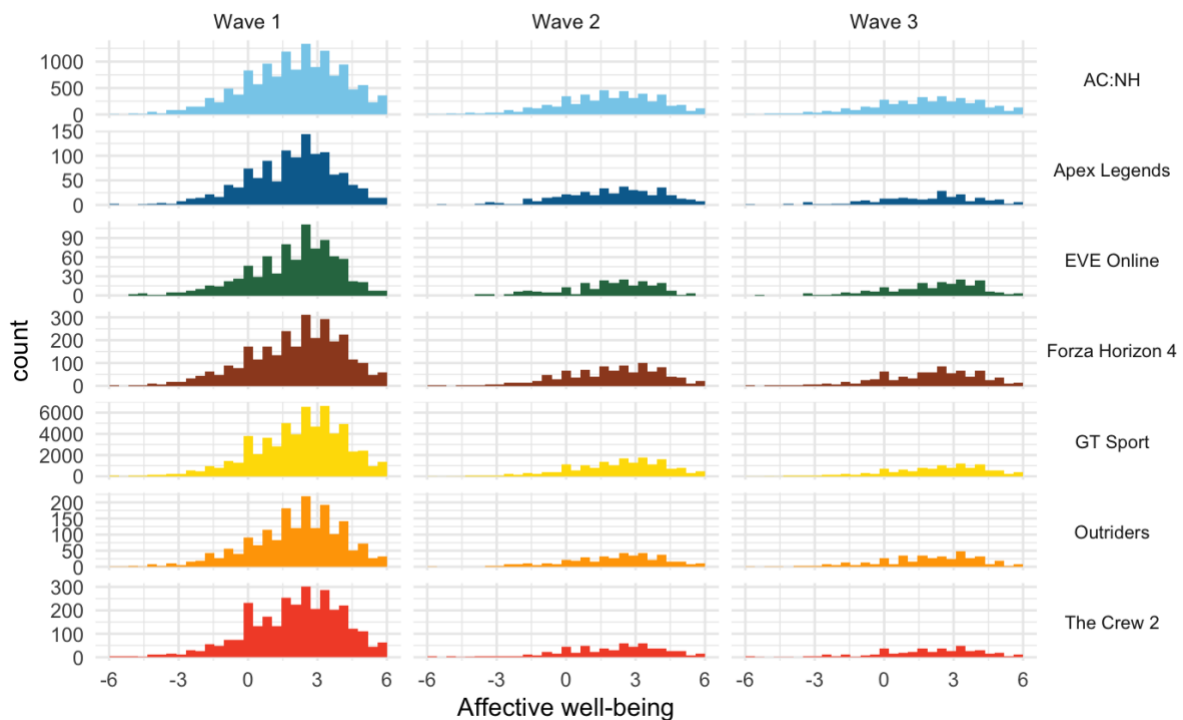 Wave 1 Wave 2 Wave 3
1000
500
0
AC:NH
150
100
50
0
Apex Legends
90
60
30
0
EVE Online
300
200
100
0
Forza Horizon 4
6000
4000
2000
0
GT Sport
200
150
100
50
0
Outriders
300
200
100
0
The Crew 2
count
-6 -3 0 3 6 -6 -3 0 3 6 -6 -3 0 3 6
Affective well-being